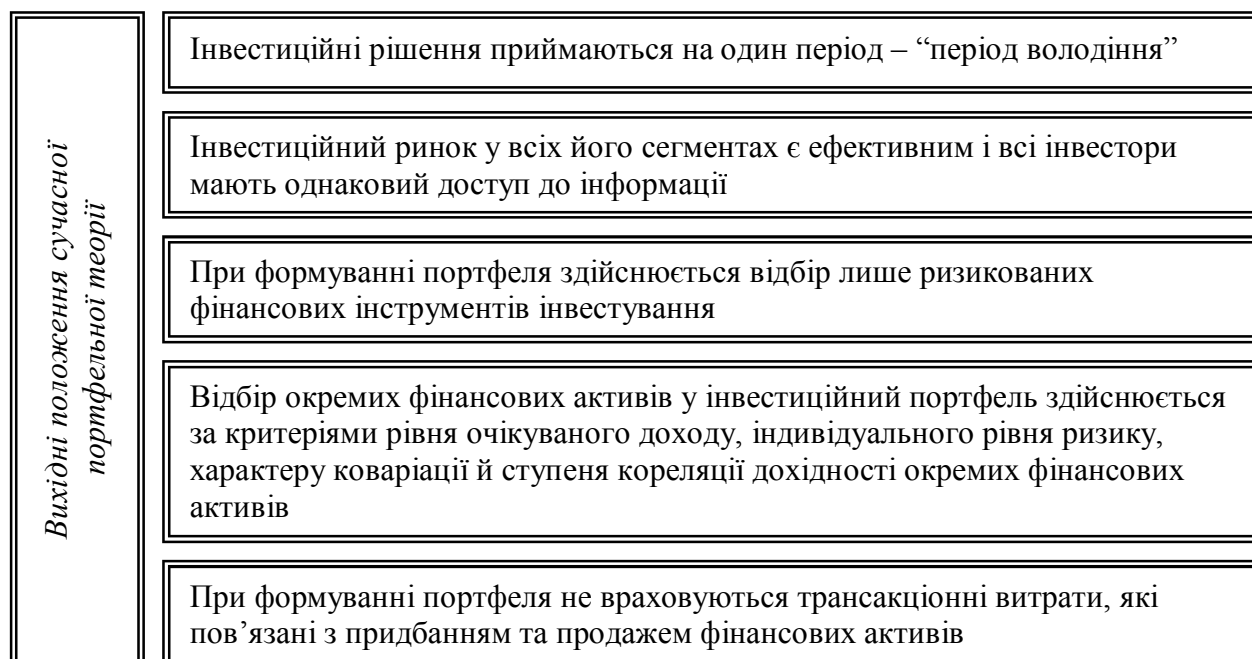 Вихідні положення сучасної
портфельної теорії
Інвестиційні рішення приймаються на один період – “період володіння”
Інвестиційний ринок у всіх його сегментах є ефективним і всі інвестори
мають однаковий доступ до інформації
При формуванні портфеля здійснюється відбір лише ризикованих
фінансових інструментів інвестування
Відбір окремих фінансових активів у інвестиційний портфель здійснюється
за критеріями рівня очікуваного доходу, індивідуального рівня ризику,
характеру коваріації й ступеня кореляції дохідності окремих фінансових
активів
При формуванні портфеля не враховуються трансакціонні витрати, які
пов’язані з придбанням та продажем фінансових активів